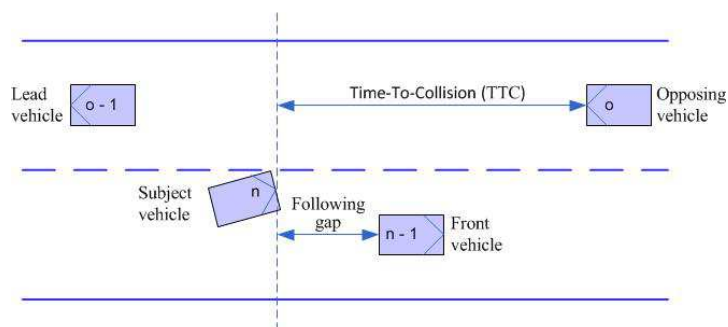 Lead
vehicle
o - 1
Time-To-Collision (TTC)
o
Opposing
vehicle
Subject
vehicle
n
Following
gap
n - 1
Front
vehicle